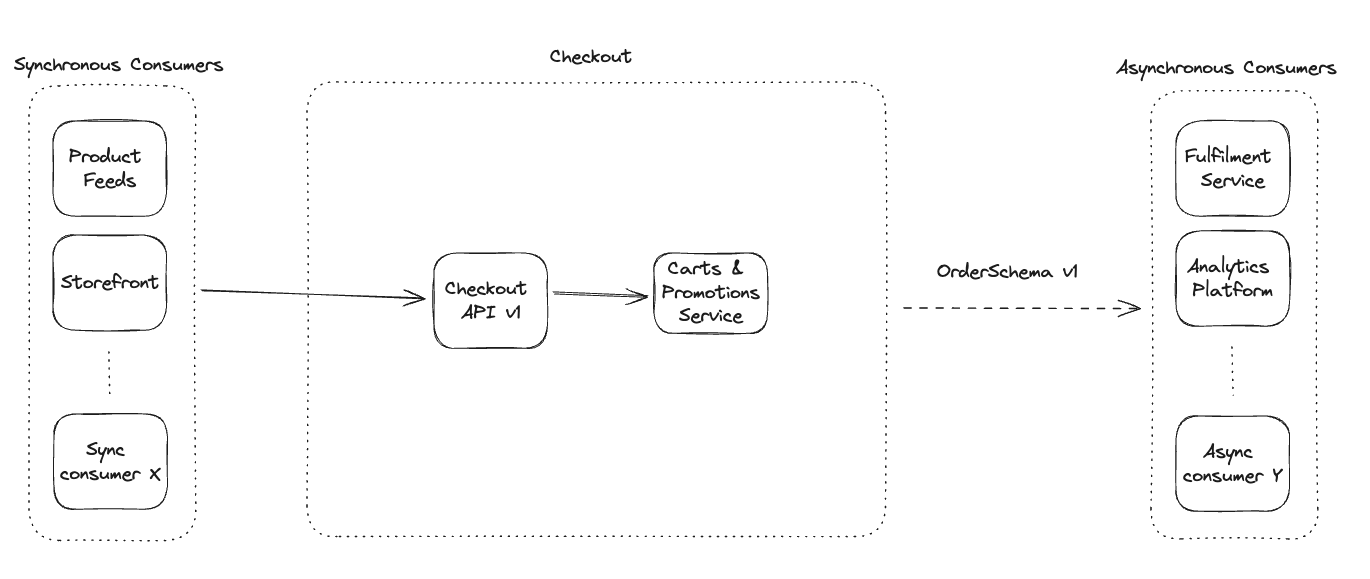 Synchronous Consumers
Product
Feeds
Storefront
Sync
consumer X
Checkout
Checkout
API v1
Carts &
Promotions
Service
OrderSchema v1
Asynchronous Consumers
Fulfilment
Service
Analytics
Platform
Async
consumer Y